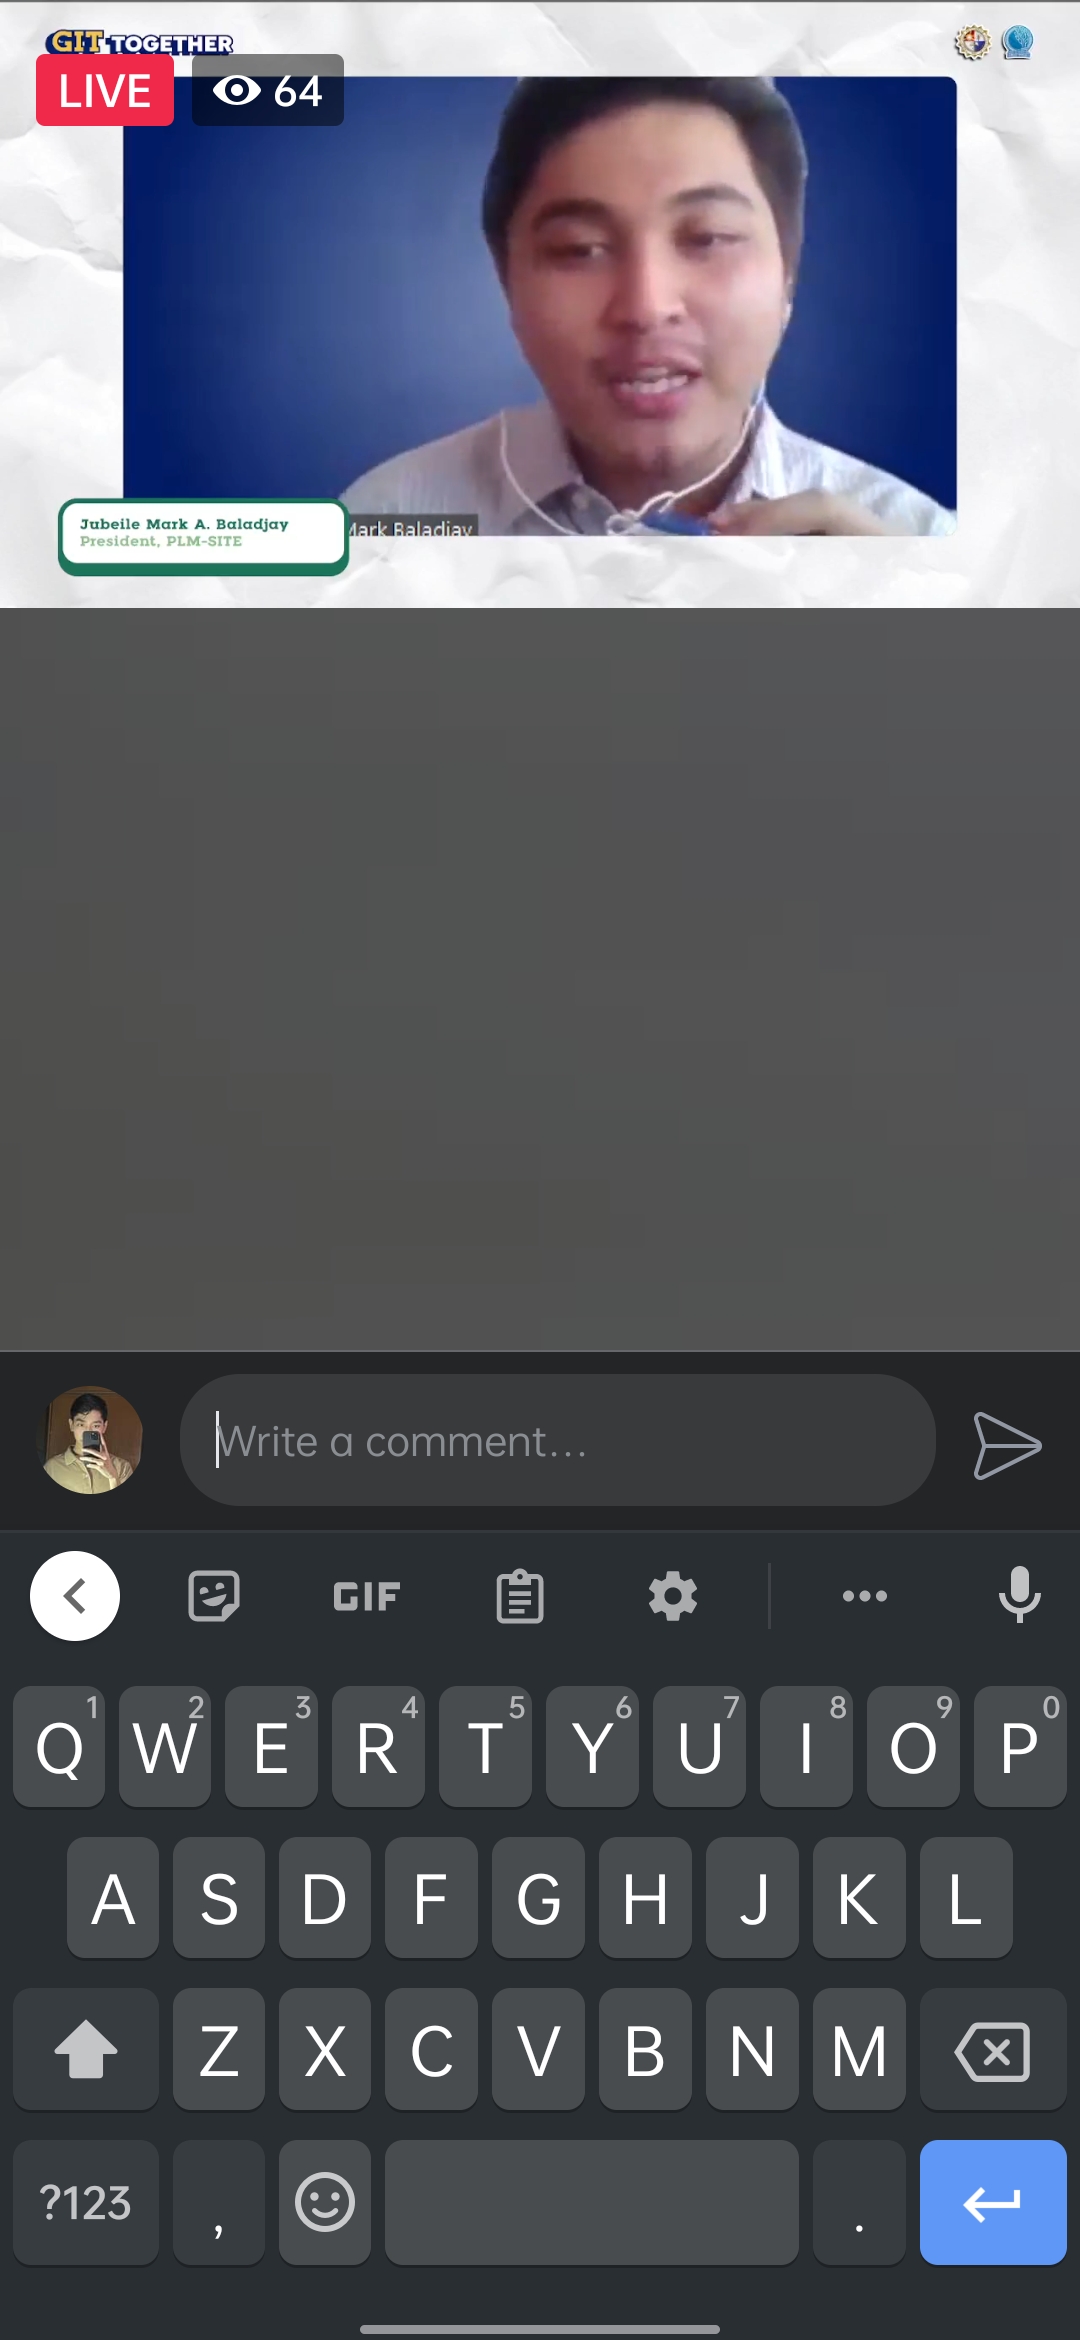 GIT TOGETHER
LIVE
64
Jubeile Mark A. Baladjay
President, PLM-SITE
Mark Baladjay
Write a comment...
GIF
1 2 3 4 5 6 7 8 9 0
Q W E R T Y U I O P
A S D F G H J K L
Z X C V B N M
?123 , .